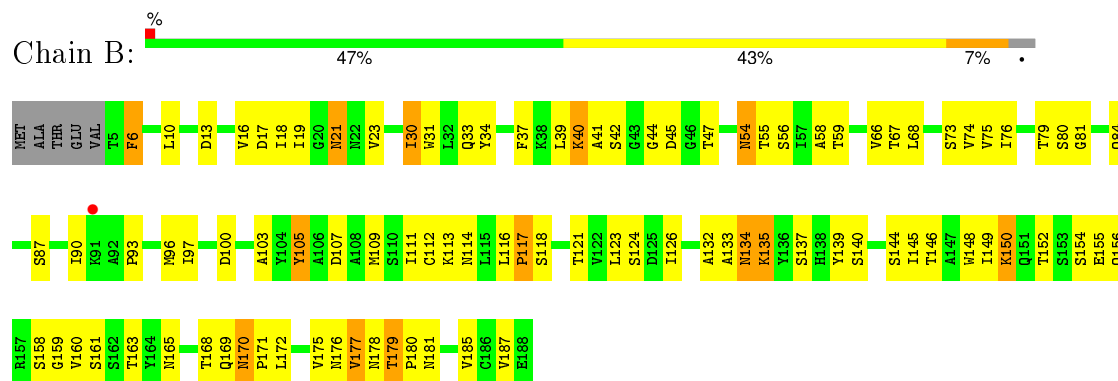 %
Chain B:
47% 43% 7% •
MET ALA THR GLU VAL T5 F6 L10 D13 V16 D17 I18 I19 G20 N21 N22 V23 I30 W31 L32 Q33 Y34 F37 K38 L39 K40 A41 S42 G43 G44 D45 G46 T47 N54 T55 S56 I57 A58 T59 V66 T67 L68 S73 V74 V75 I76 T79 S80 G81 Q84
S87 I90 K91 A92 P93 M96 I97 D100 A103 Y104 Y105 A106 D107 A108 M109 S110 I111 C112 K113 N114 L115 L116 P117 S118 T121 V122 L123 S124 D125 I126 A132 A133 N134 K135 Y136 S137 H138 Y139 S140 S144 I145 T146 A147 W148 I149 K150 Q151 T152 S153 S154 E155 Q156
R157 S158 G159 V160 S161 S162 T163 Y164 N165 T168 Q169 N170 P171 L172 V175 N176 V177 N178 T179 P180 N181 V185 C186 V187 E188